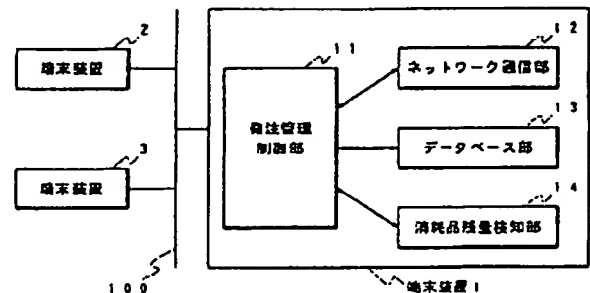 2
端末装置
3
端末装置
100
11
発注管理
制御部
12
ネットワーク通信部
13
データベース部
14
消耗品残量検知部
端末装置1